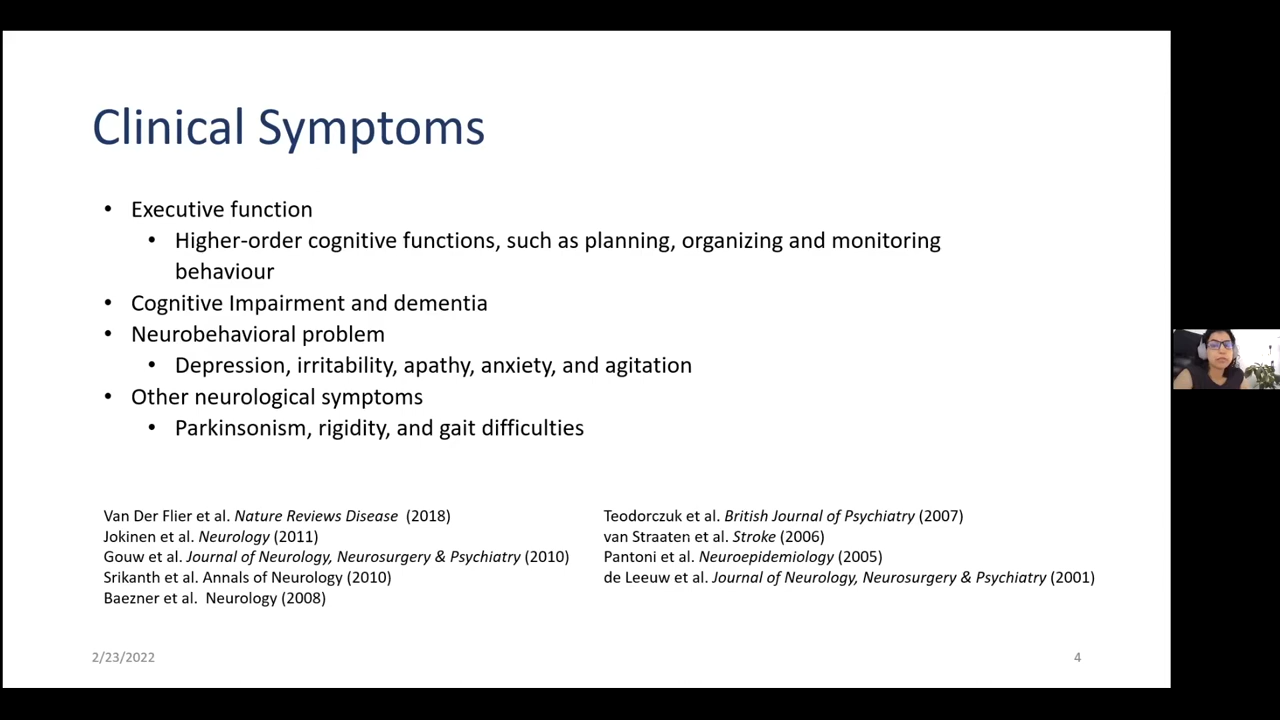 Clinical Symptoms
• Executive function
• Higher-order cognitive functions, such as planning, organizing and monitoring
behaviour
• Cognitive Impairment and dementia
• Neurobehavioral problem
• Depression, irritability, apathy, anxiety, and agitation
• Other neurological symptoms
• Parkinsonism, rigidity, and gait difficulties
Van Der Flier et al. Nature Reviews Disease (2018)
Jokinen et al. Neurology (2011)
Gouw et al. Journal of Neurology, Neurosurgery & Psychiatry (2010)
Srikanth et al. Annals of Neurology (2010)
Baezner et al. Neurology (2008)
Teodorczuk et al. British Journal of Psychiatry (2007)
van Straaten et al. Stroke (2006)
Pantoni et al. Neuroepidemiology (2005)
de Leeuw et al. Journal of Neurology, Neurosurgery & Psychiatry (2001)
2/23/2022
4